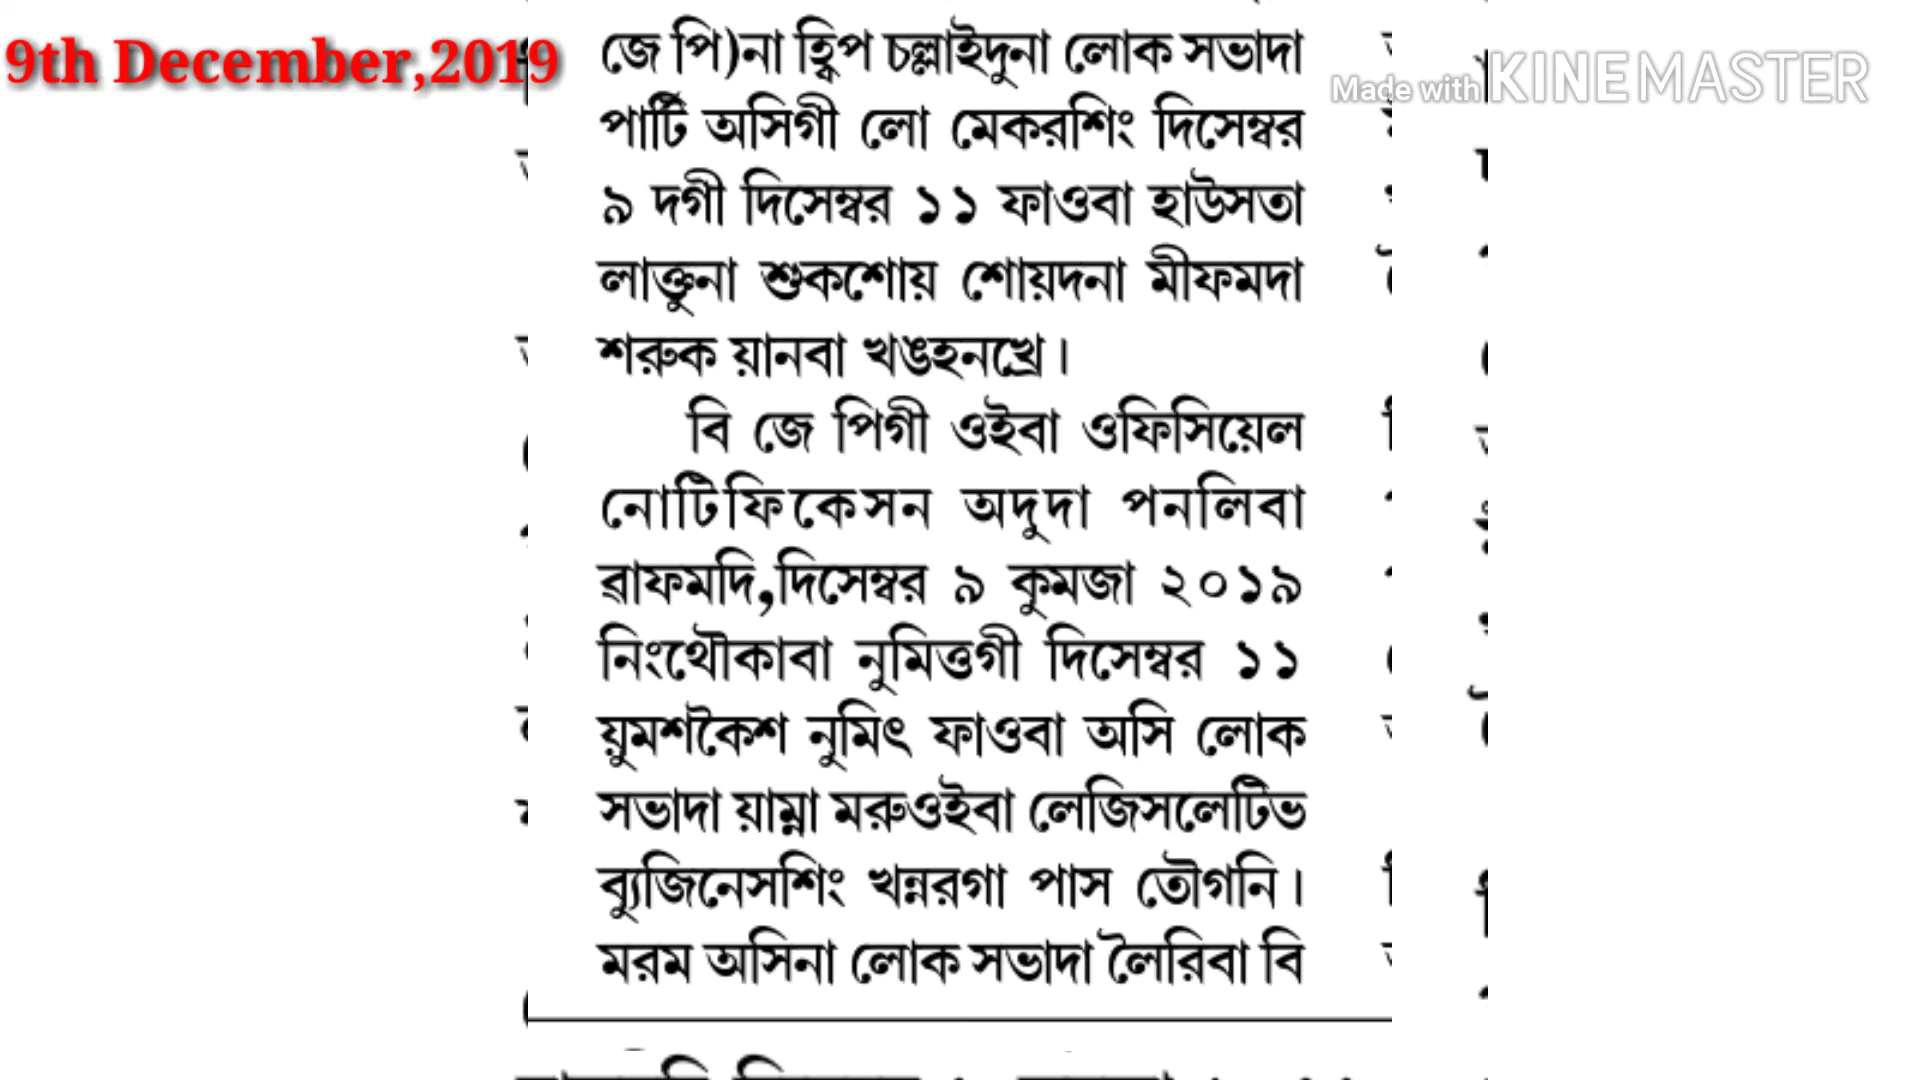 9th December,2019
Made with KINEMASTER
জে পি)না হ্বিপ চল্লাইদুনা লোক সভাদা
পার্টি অসিগী লো মেকরশিং দিসেম্বর
৯ দগী দিসেম্বর ১১ ফাওবা হাউসতা
লাক্তুনা শুকশোয় শোয়দনা মীফমদা
শরুক য়ানবা খঙহনখ্রে।
বি জে পিগী ওইবা ওফিসিয়েল
নোটিফিকেসন অদুদা পনলিবা
ৱাফমদি,দিসেম্বর ৯ কুমজা ২০১৯
নিংথৌকাবা নুমিত্তগী দিসেম্বর ১১
য়ুমশকৈশ নুমিৎ ফাওবা অসি লোক
সভাদা য়াম্না মরুওইবা লেজিসলেটিভ
ব্যুজিনেসশিং খন্নরগা পাস তৌগনি।
মরম অসিনা লোক সভাদা লৈরিবা বি